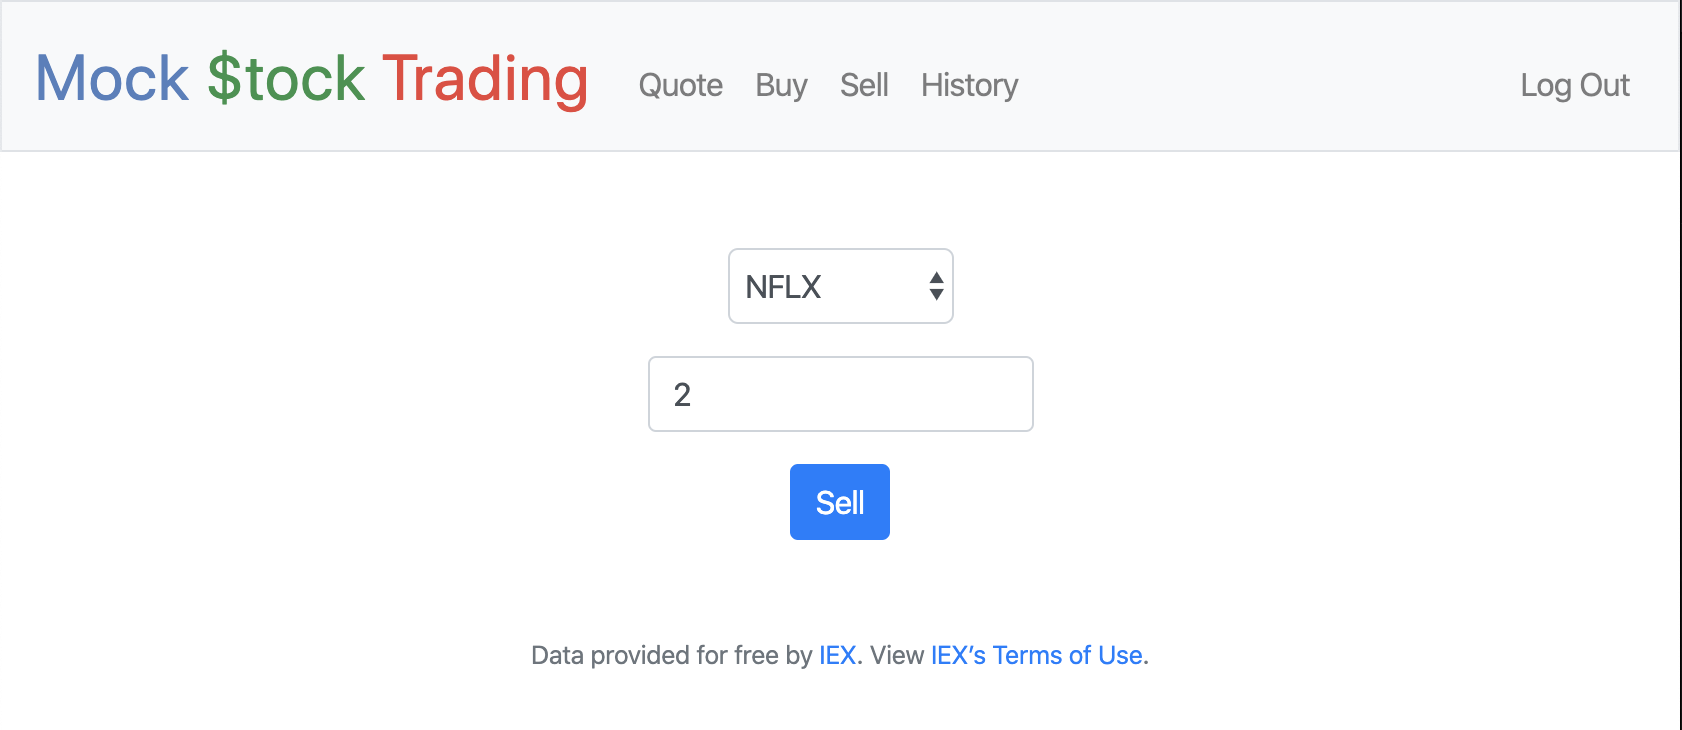 Mock $tock Trading Quote Buy Sell History Log Out
NFLX
2
Sell
Data provided for free by IEX. View IEX’s Terms of Use.